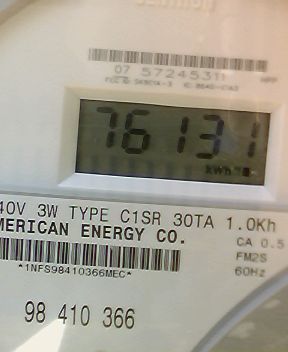 07 57245311
76131
kWh
40V 3W TYPE C1SR 30TA 1.0Kh
MERICAN ENERGY CO.
CA 0.5
FM2S
60Hz
*1NFS98410366MEC*
98 410 366